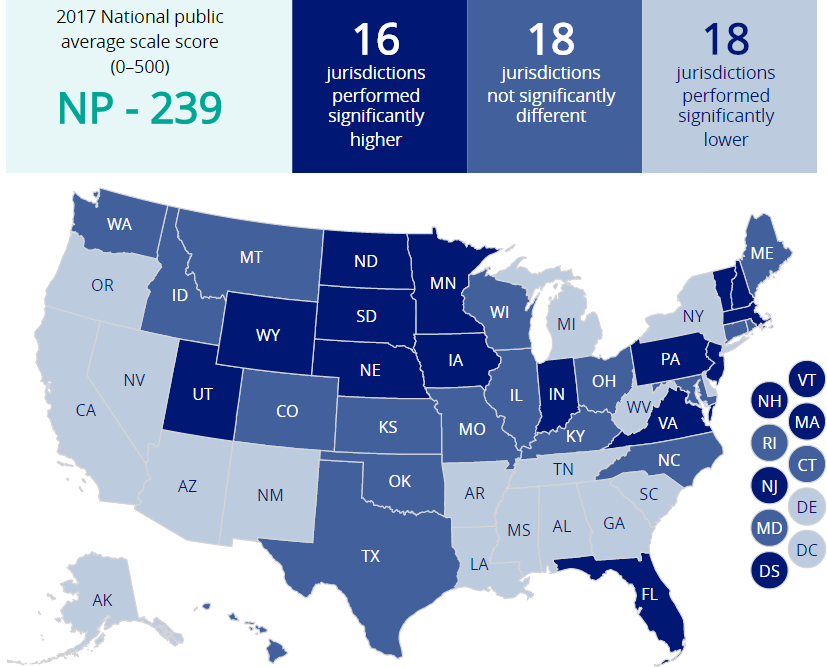 2017 National public
average scale score
(0–500)
NP - 239
16
jurisdictions
performed
significantly
higher
18
jurisdictions
not significantly
different
18
jurisdictions
performed
significantly
lower
WA
MT
ND
MN
ME
OR
ID
SD
WI
MI
NY
WY
IA
PA
NE
NV
UT
CO
IL
IN
OH
WV
VA
CA
KS
MO
KY
NC
AZ
NM
OK
AR
TN
SC
MS
AL
GA
TX
LA
FL
AK
VT
NH
MA
RI
CT
NJ
DE
MD
DC
DS